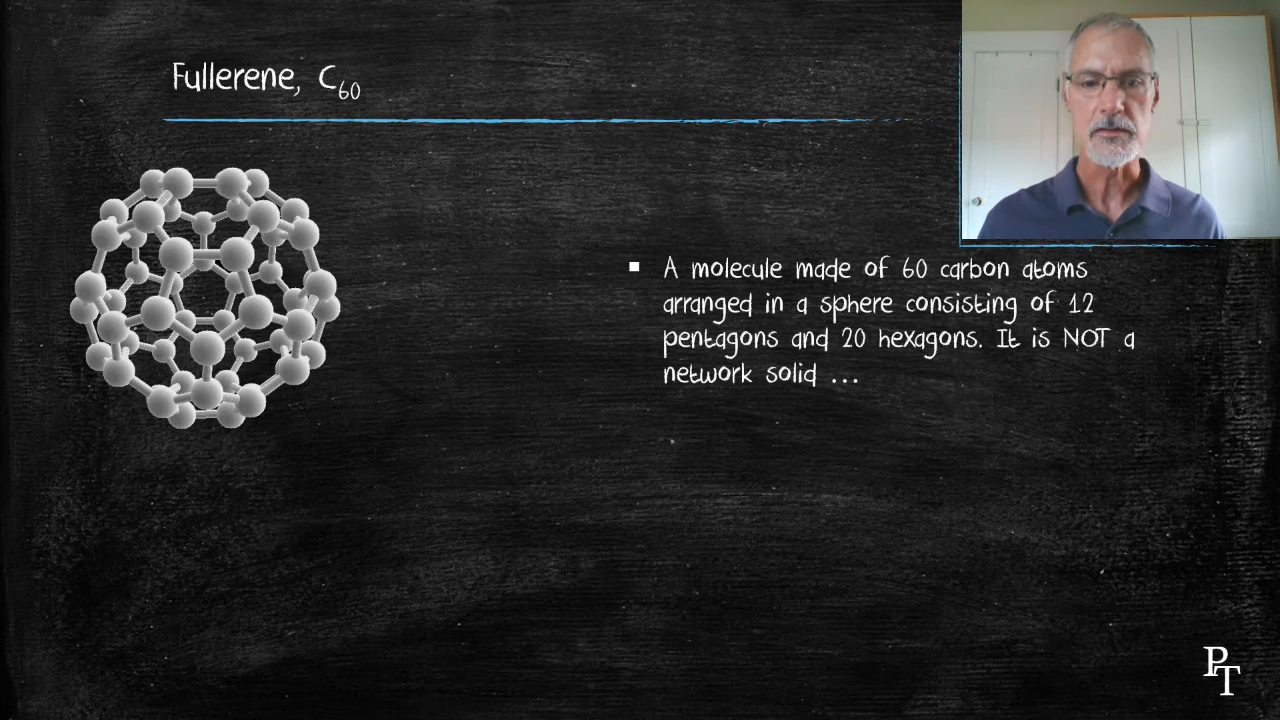 Fullerene, C₆₀
▪ A molecule made of 60 carbon atoms
arranged in a sphere consisting of 12
pentagons and 20 hexagons. It is NOT a
network solid ...
PT